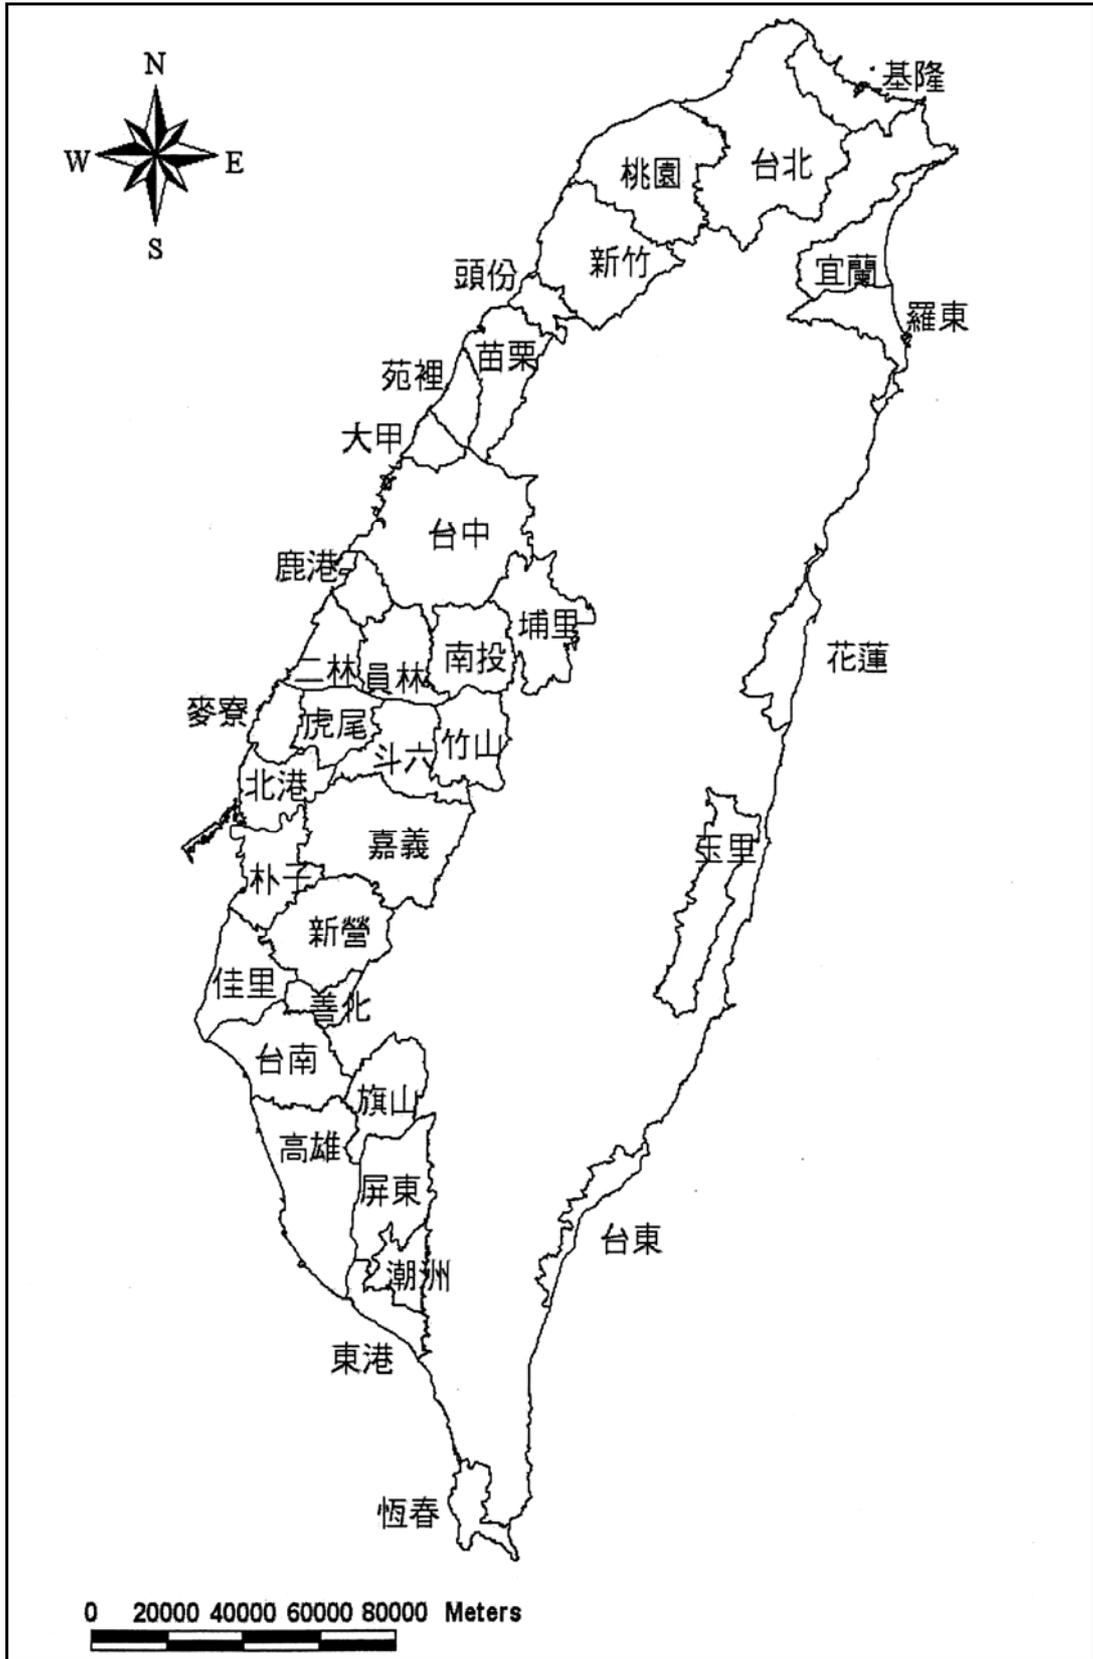 N
基隆
W
E
台北
桃園
S
新竹
宜蘭
頭份
羅東
苗栗
苑裡
大甲
台中
鹿港
埔里
花蓮
南投
二林
員林
麥寮
虎尾
竹山
斗六
北港
嘉義
玉里
朴子
新營
佳里
善化
台南
旗山
高雄
屏東
台東
潮洲
東港
恆春
0 20000 40000 60000 80000 Meters